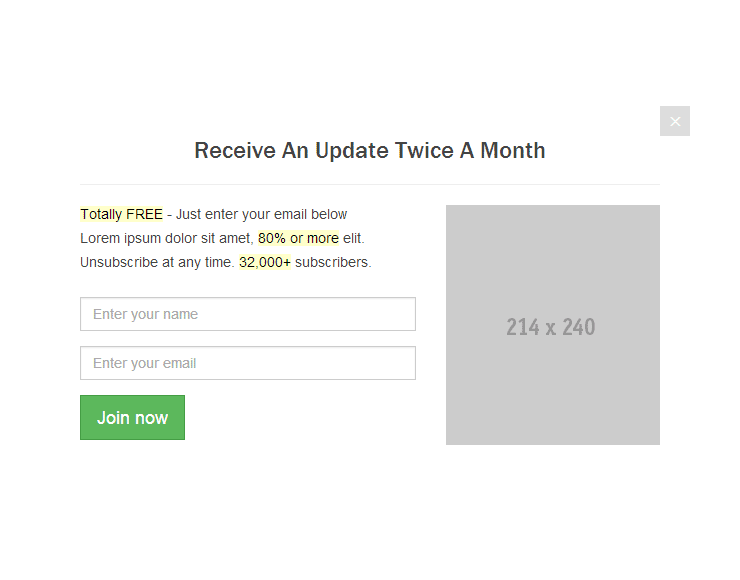 ×
Receive An Update Twice A Month
Totally FREE - Just enter your email below
Lorem ipsum dolor sit amet, 80% or more elit.
Unsubscribe at any time. 32,000+ subscribers.
Enter your name
Enter your email
Join now
214 x 240